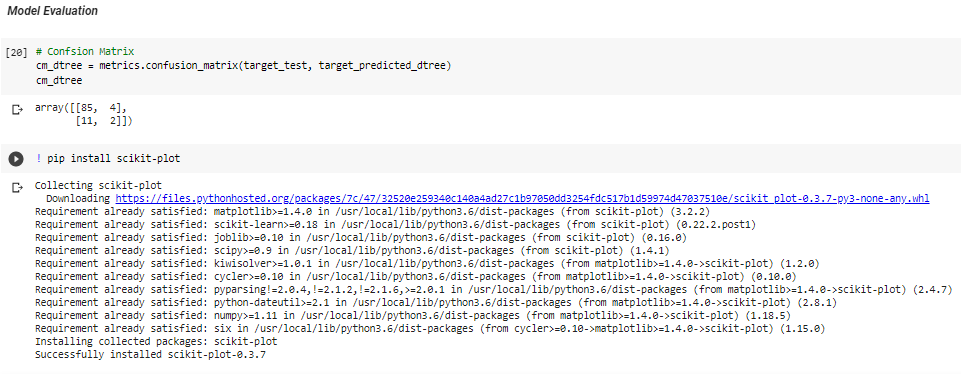 Model Evaluation
[20] # Confsion Matrix
cm_dtree = metrics.confusion_matrix(target_test, target_predicted_dtree)
cm_dtree
array([[85,  4],
       [11,  2]])
! pip install scikit-plot
Collecting scikit-plot
  Downloading https://files.pythonhosted.org/packages/7c/47/32520e259340c140a4ad27c1b97050dd3254fdc517b1d59974d47037510e/scikit_plot-0.3.7-py3-none-any.whl
Requirement already satisfied: matplotlib>=1.4.0 in /usr/local/lib/python3.6/dist-packages (from scikit-plot) (3.2.2)
Requirement already satisfied: scikit-learn>=0.18 in /usr/local/lib/python3.6/dist-packages (from scikit-plot) (0.22.2.post1)
Requirement already satisfied: joblib>=0.10 in /usr/local/lib/python3.6/dist-packages (from scikit-plot) (0.16.0)
Requirement already satisfied: scipy>=0.9 in /usr/local/lib/python3.6/dist-packages (from scikit-plot) (1.4.1)
Requirement already satisfied: kiwisolver>=1.0.1 in /usr/local/lib/python3.6/dist-packages (from matplotlib>=1.4.0->scikit-plot) (1.2.0)
Requirement already satisfied: cycler>=0.10 in /usr/local/lib/python3.6/dist-packages (from matplotlib>=1.4.0->scikit-plot) (0.10.0)
Requirement already satisfied: pyparsing!=2.0.4,!=2.1.2,!=2.1.6,>=2.0.1 in /usr/local/lib/python3.6/dist-packages (from matplotlib>=1.4.0->scikit-plot) (2.4.7)
Requirement already satisfied: python-dateutil>=2.1 in /usr/local/lib/python3.6/dist-packages (from matplotlib>=1.4.0->scikit-plot) (2.8.1)
Requirement already satisfied: numpy>=1.11 in /usr/local/lib/python3.6/dist-packages (from matplotlib>=1.4.0->scikit-plot) (1.18.5)
Requirement already satisfied: six in /usr/local/lib/python3.6/dist-packages (from cycler>=0.10->matplotlib>=1.4.0->scikit-plot) (1.15.0)
Installing collected packages: scikit-plot
Successfully installed scikit-plot-0.3.7